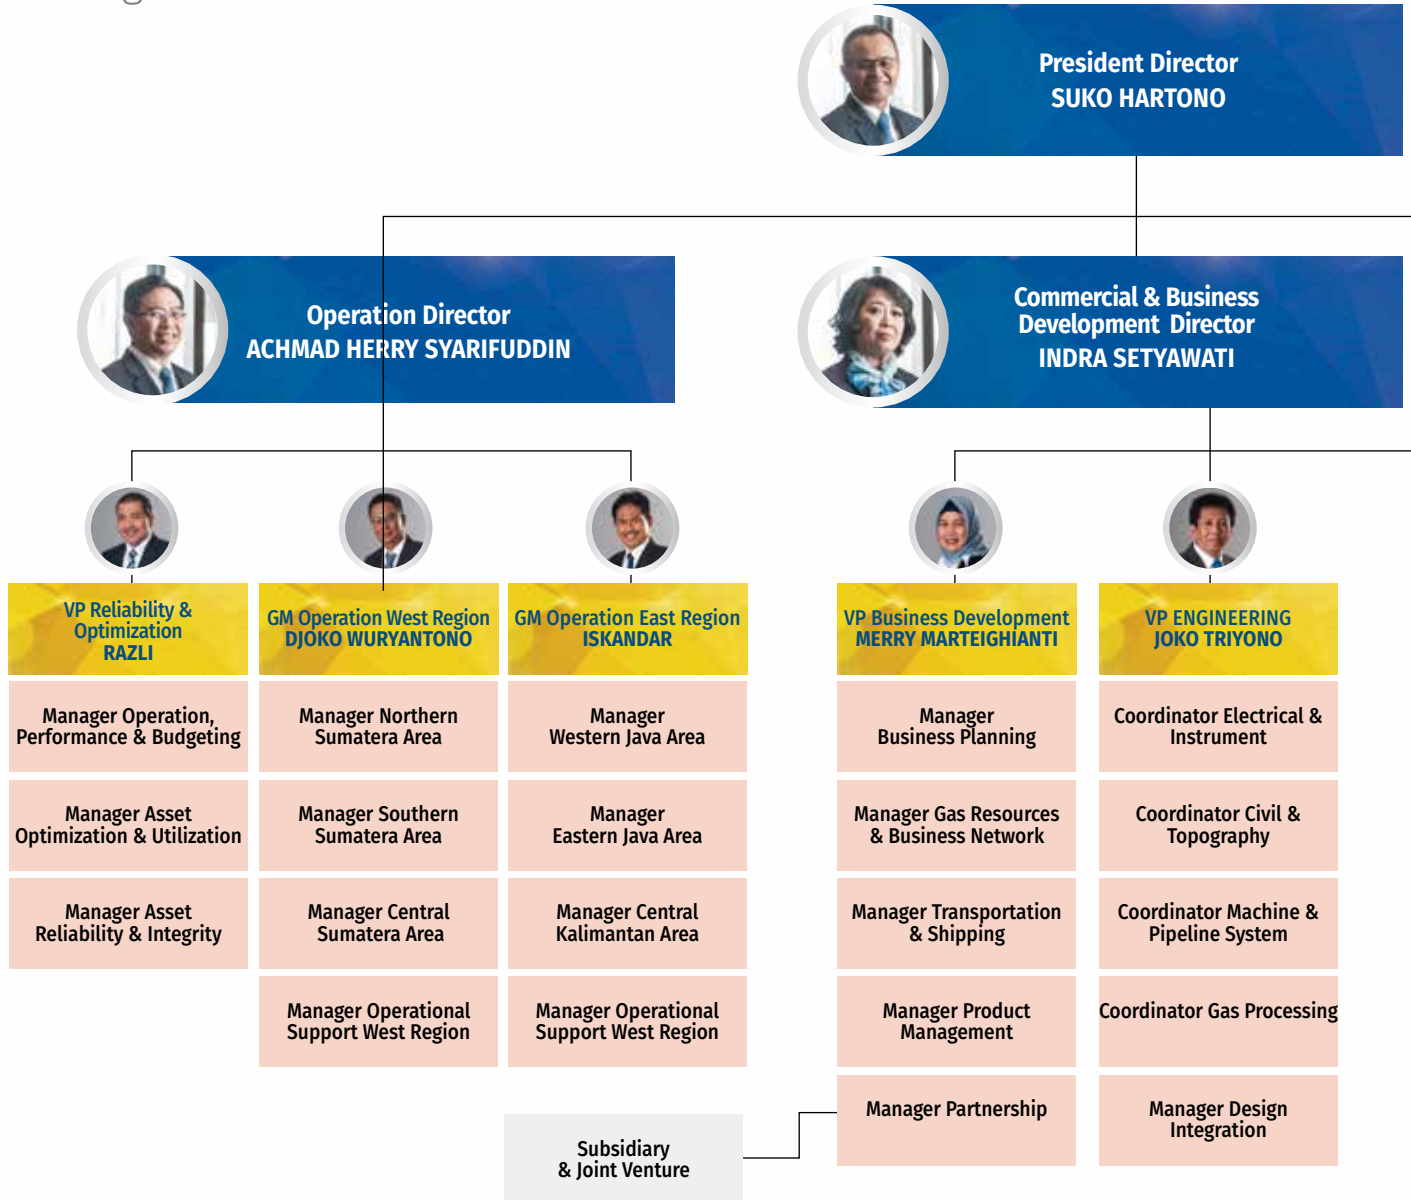 President Director
SUKO HARTONO
Operation Director
ACHMAD HERRY SYARIFUDDIN
Commercial & Business
Development Director
INDRA SETYAWATI
VP Reliability &
Optimization
RAZLI
GM Operation West Region
DJOKO WURYANTONO
GM Operation East Region
ISKANDAR
VP Business Development
MERRY MARTEIGHIANTI
VP ENGINEERING
JOKO TRIYONO
Manager Operation,
Performance & Budgeting
Manager Asset
Optimization & Utilization
Manager Asset
Reliability & Integrity
Manager Northern
Sumatera Area
Manager Southern
Sumatera Area
Manager Central
Sumatera Area
Manager Operational
Support West Region
Manager
Western Java Area
Manager
Eastern Java Area
Manager Central
Kalimantan Area
Manager Operational
Support West Region
Manager
Business Planning
Manager Gas Resources
& Business Network
Manager Transportation
& Shipping
Manager Product
Management
Manager Partnership
Coordinator Electrical &
Instrument
Coordinator Civil &
Topography
Coordinator Machine &
Pipeline System
Coordinator Gas Processing
Manager Design
Integration
Subsidiary
& Joint Venture